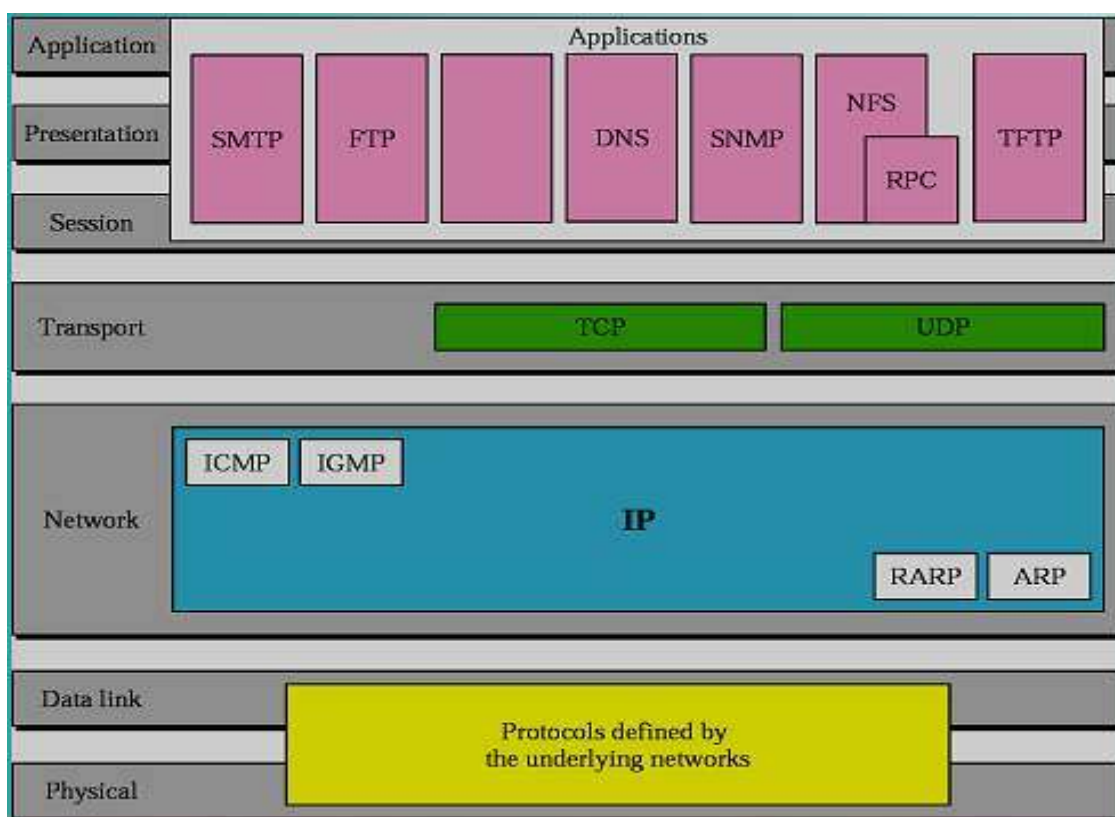 Application
Applications
Presentation
SMTP
FTP
DNS
SNMP
NFS
RPC
TFTP
Session
Transport
TCP
UDP
Network
ICMP
IGMP
IP
RARP
ARP
Data link
Protocols defined by
the underlying networks
Physical